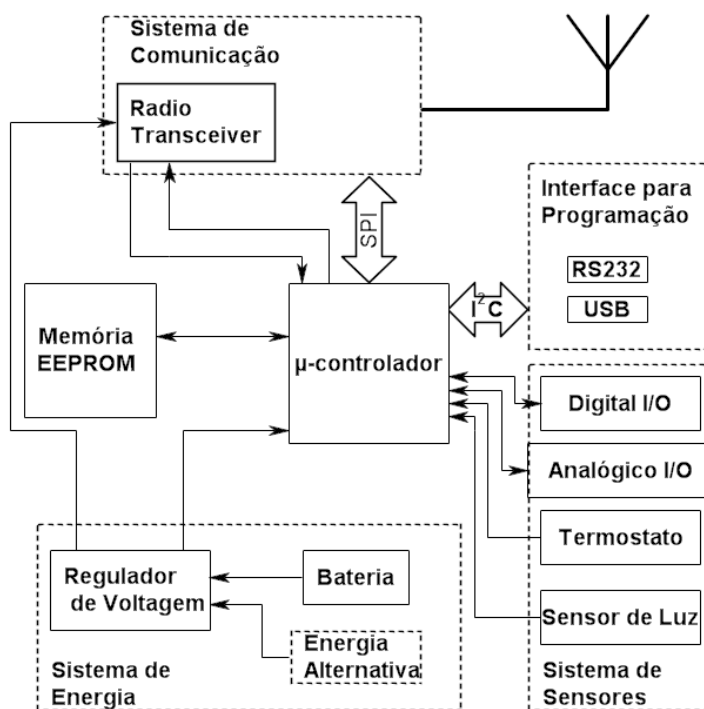 Sistema de
Comunicação
Radio
Transceiver
SPI
Interface para
Programação
RS232
USB
I²C
Memória
EEPROM
µ-controlador
Digital I/O
Analógico I/O
Termostato
Sensor de Luz
Sistema de
Sensores
Regulador
de Voltagem
Bateria
Energia
Alternativa
Sistema de
Energia